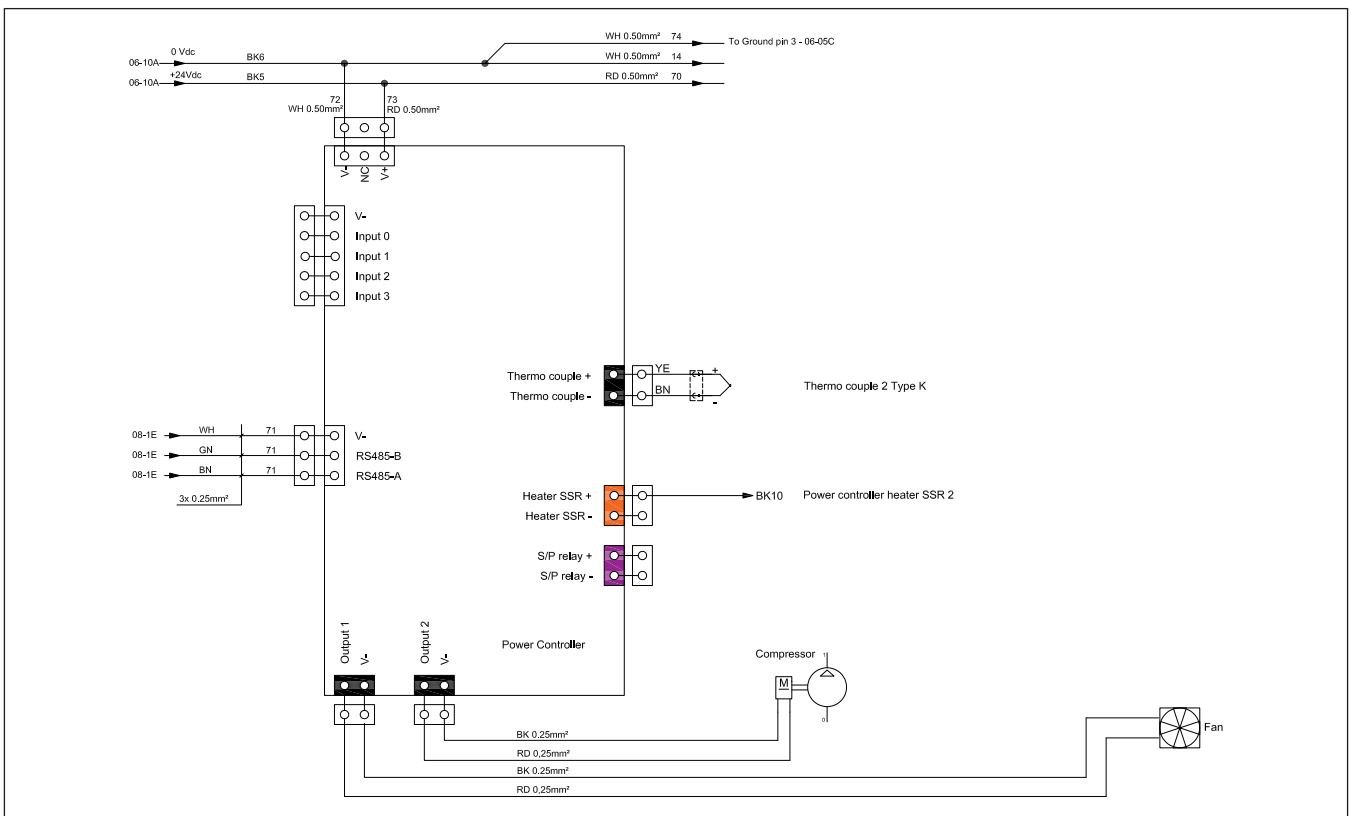 WH 0.50mm² 74
To Ground pin 3 - 06-05C
0 Vdc
06-10A
BK6
WH 0.50mm² 14
+24Vdc
06-10A
BK5
RD 0.50mm² 70
72
WH 0.50mm²
73
RD 0.50mm²
V-
NC
V+
V-
Input 0
Input 1
Input 2
Input 3
Thermo couple +
YE
+
Thermo couple -
BN
-
Thermo couple 2 Type K
08-1E
WH
71
V-
08-1E
GN
71
RS485-B
08-1E
BN
71
RS485-A
3x 0.25mm²
Heater SSR +
BK10
Power controller heater SSR 2
Heater SSR -
S/P relay +
S/P relay -
Output 1
V-
Output 2
V-
Power Controller
Compressor
1
M
0
BK 0.25mm²
RD 0,25mm²
BK 0.25mm²
RD 0,25mm²
Fan